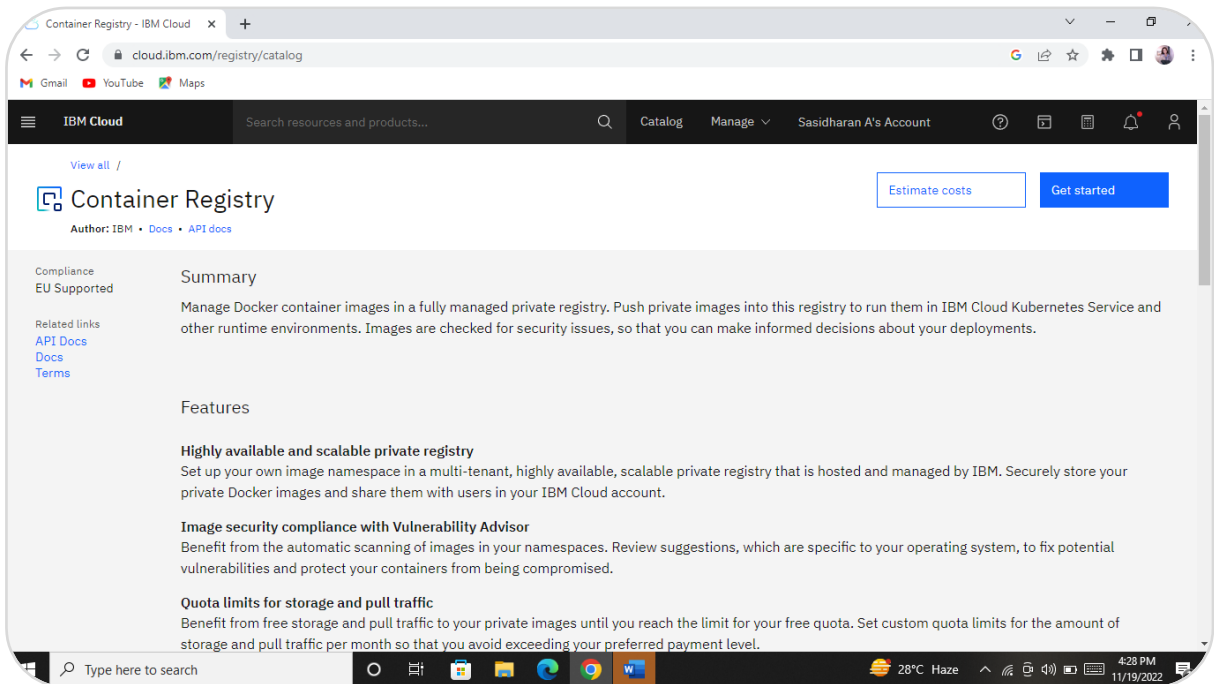 Container Registry - IBM Cloud
cloud.ibm.com/registry/catalog
Gmail YouTube Maps
IBM Cloud Search resources and products... Catalog Manage Sasidharan A's Account
View all /
Container Registry
Estimate costs Get started
Author: IBM • Docs • API docs
Compliance
EU Supported
Related links
API Docs
Docs
Terms
Summary
Manage Docker container images in a fully managed private registry. Push private images into this registry to run them in IBM Cloud Kubernetes Service and
other runtime environments. Images are checked for security issues, so that you can make informed decisions about your deployments.
Features
Highly available and scalable private registry
Set up your own image namespace in a multi-tenant, highly available, scalable private registry that is hosted and managed by IBM. Securely store your
private Docker images and share them with users in your IBM Cloud account.
Image security compliance with Vulnerability Advisor
Benefit from the automatic scanning of images in your namespaces. Review suggestions, which are specific to your operating system, to fix potential
vulnerabilities and protect your containers from being compromised.
Quota limits for storage and pull traffic
Benefit from free storage and pull traffic to your private images until you reach the limit for your free quota. Set custom quota limits for the amount of
storage and pull traffic per month so that you avoid exceeding your preferred payment level.
Type here to search
28°C Haze
4:28 PM
11/19/2022